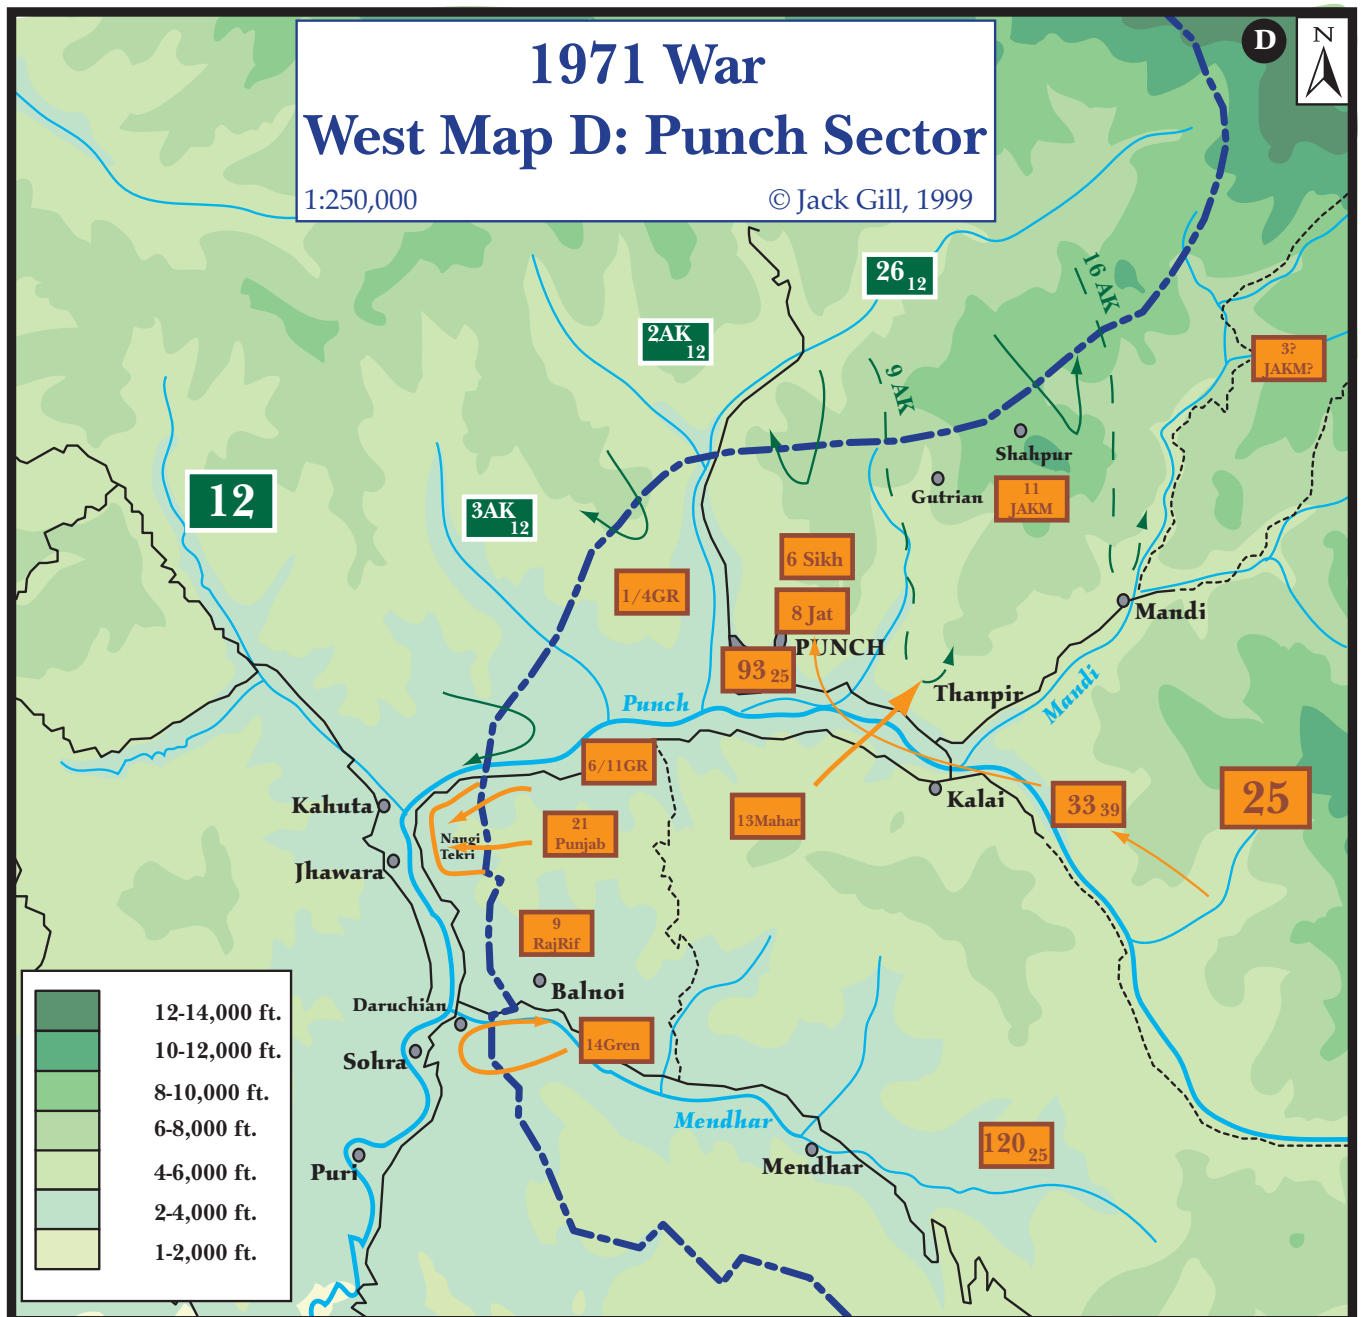 1971 War
West Map D: Punch Sector
1:250,000
© Jack Gill, 1999
D
N
26 12
16 AK
2AK
12
3?
JAKM?
9 AK
Shahpur
Gutrian
11
JAKM
12
3AK
12
6 Sikh
1/4GR
8 Jat
Mandi
PUNCH
93 25
Thanpir
Mandi
Punch
6/11GR
Kahuta
Kalai
33 39
25
13Mahar
21
Punjab
Nangi
Tekri
Jhawara
9
RajRif
Balnoi
Daruchian
14Gren
Sohra
Mendhar
120 25
Mendhar
Puri
12-14,000 ft.
10-12,000 ft.
8-10,000 ft.
6-8,000 ft.
4-6,000 ft.
2-4,000 ft.
1-2,000 ft.